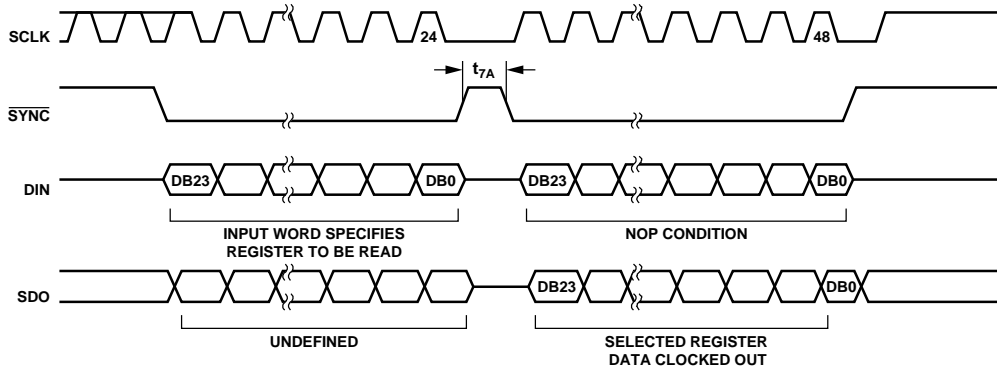 SCLK
24
48
t7A
SYNC
DIN
DB23
DB0
DB23
DB0
INPUT WORD SPECIFIES
REGISTER TO BE READ
NOP CONDITION
SDO
DB23
DB0
UNDEFINED
SELECTED REGISTER
DATA CLOCKED OUT